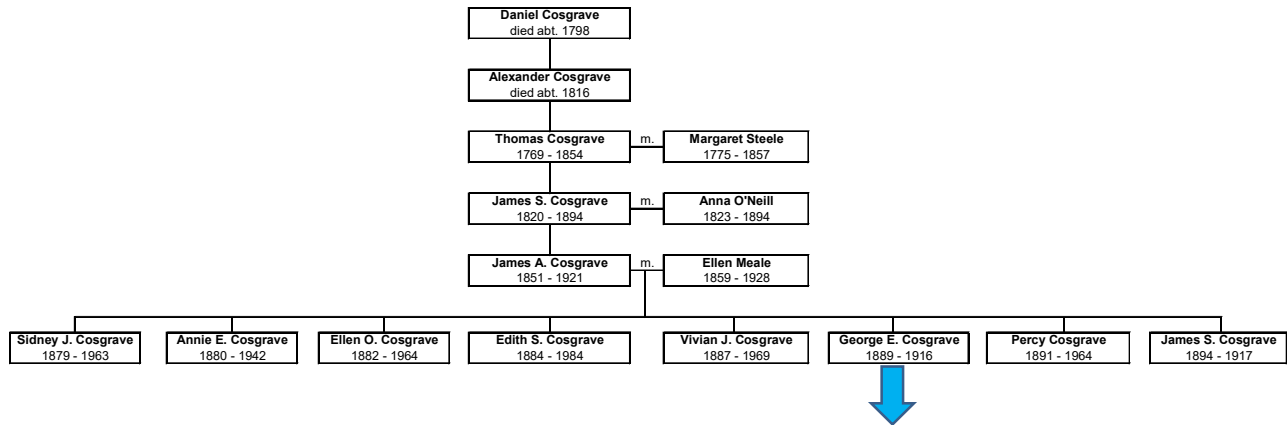 Daniel Cosgrave
died abt. 1798
Alexander Cosgrave
died abt. 1816
Thomas Cosgrave
1769 - 1854
m.
Margaret Steele
1775 - 1857
James S. Cosgrave
1820 - 1894
m.
Anna O'Neill
1823 - 1894
James A. Cosgrave
1851 - 1921
m.
Ellen Meale
1859 - 1928
Sidney J. Cosgrave
1879 - 1963
Annie E. Cosgrave
1880 - 1942
Ellen O. Cosgrave
1882 - 1964
Edith S. Cosgrave
1884 - 1984
Vivian J. Cosgrave
1887 - 1969
George E. Cosgrave
1889 - 1916
Percy Cosgrave
1891 - 1964
James S. Cosgrave
1894 - 1917